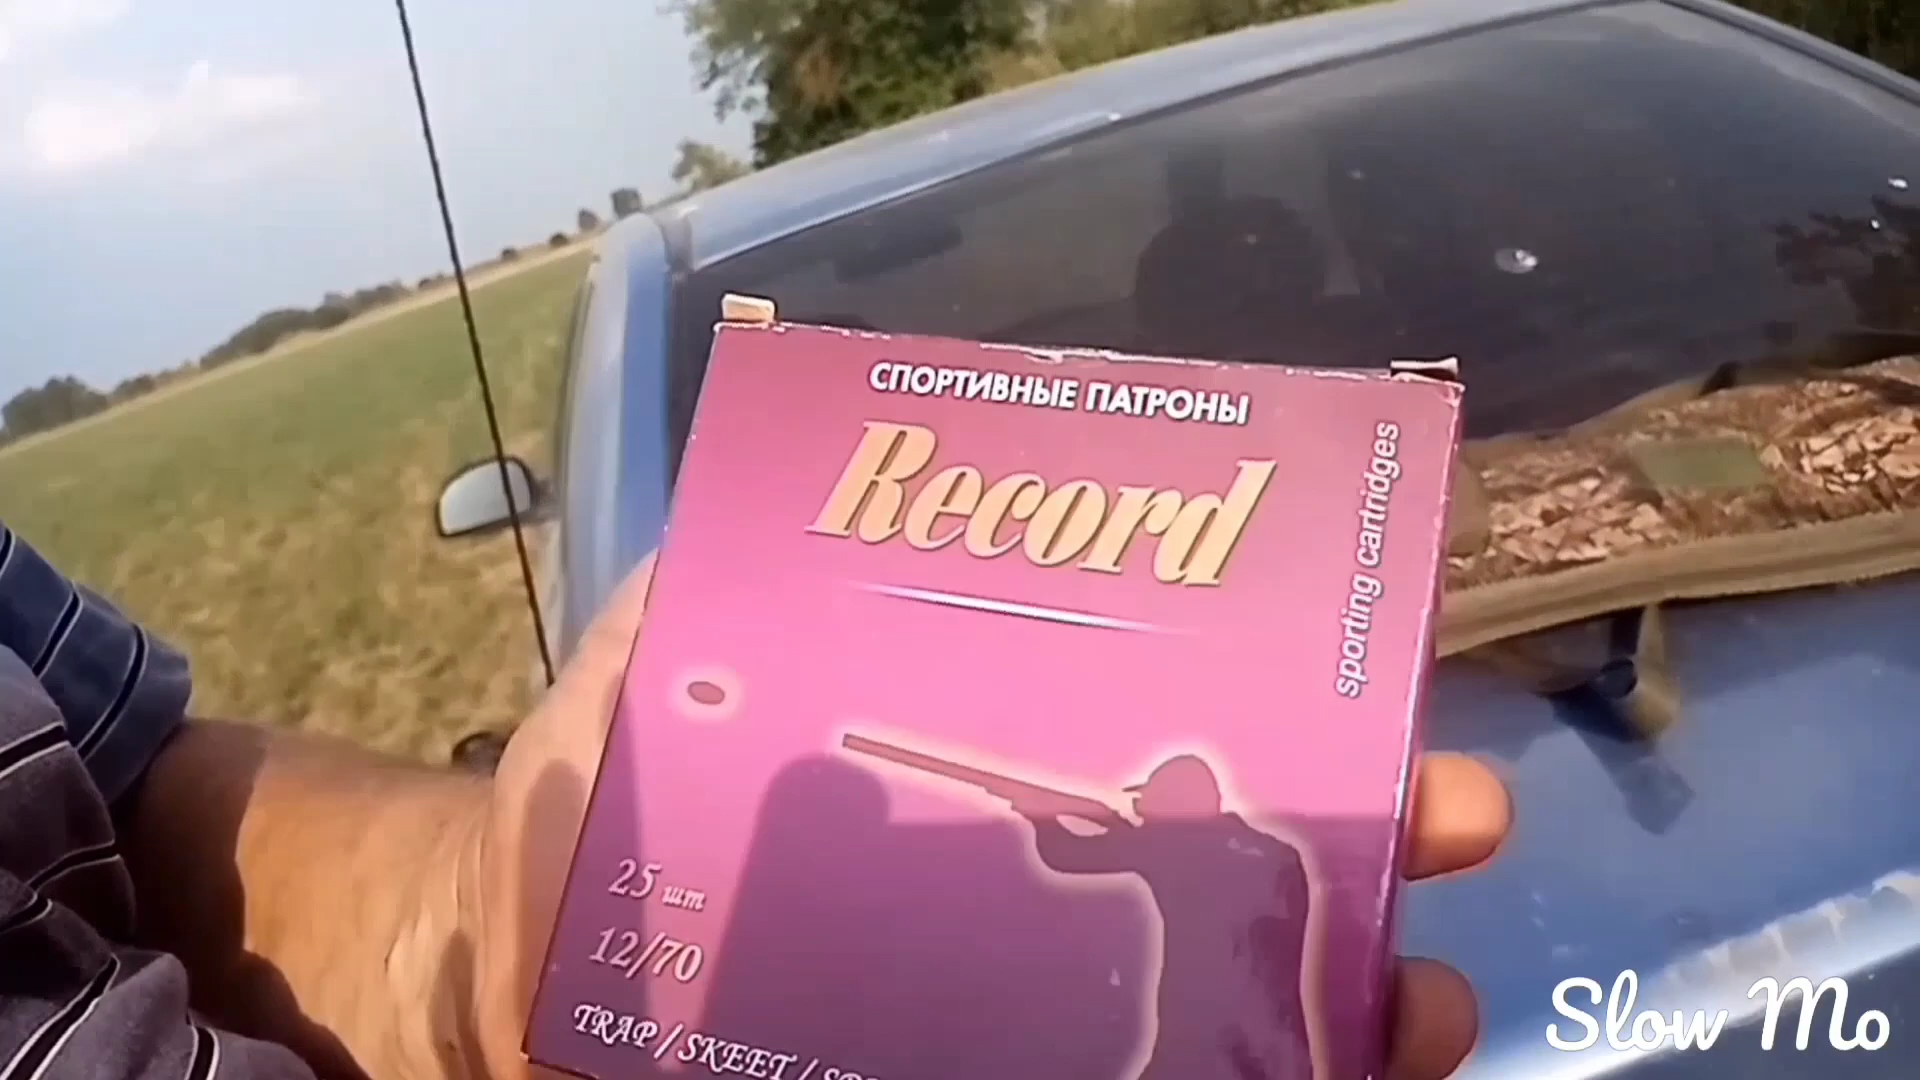 СПОРТИВНЫЕ ПАТРОНЫ
Record
sporting cartridges
25 шт
12/70
TRAP / SKEET /
Slow Mo